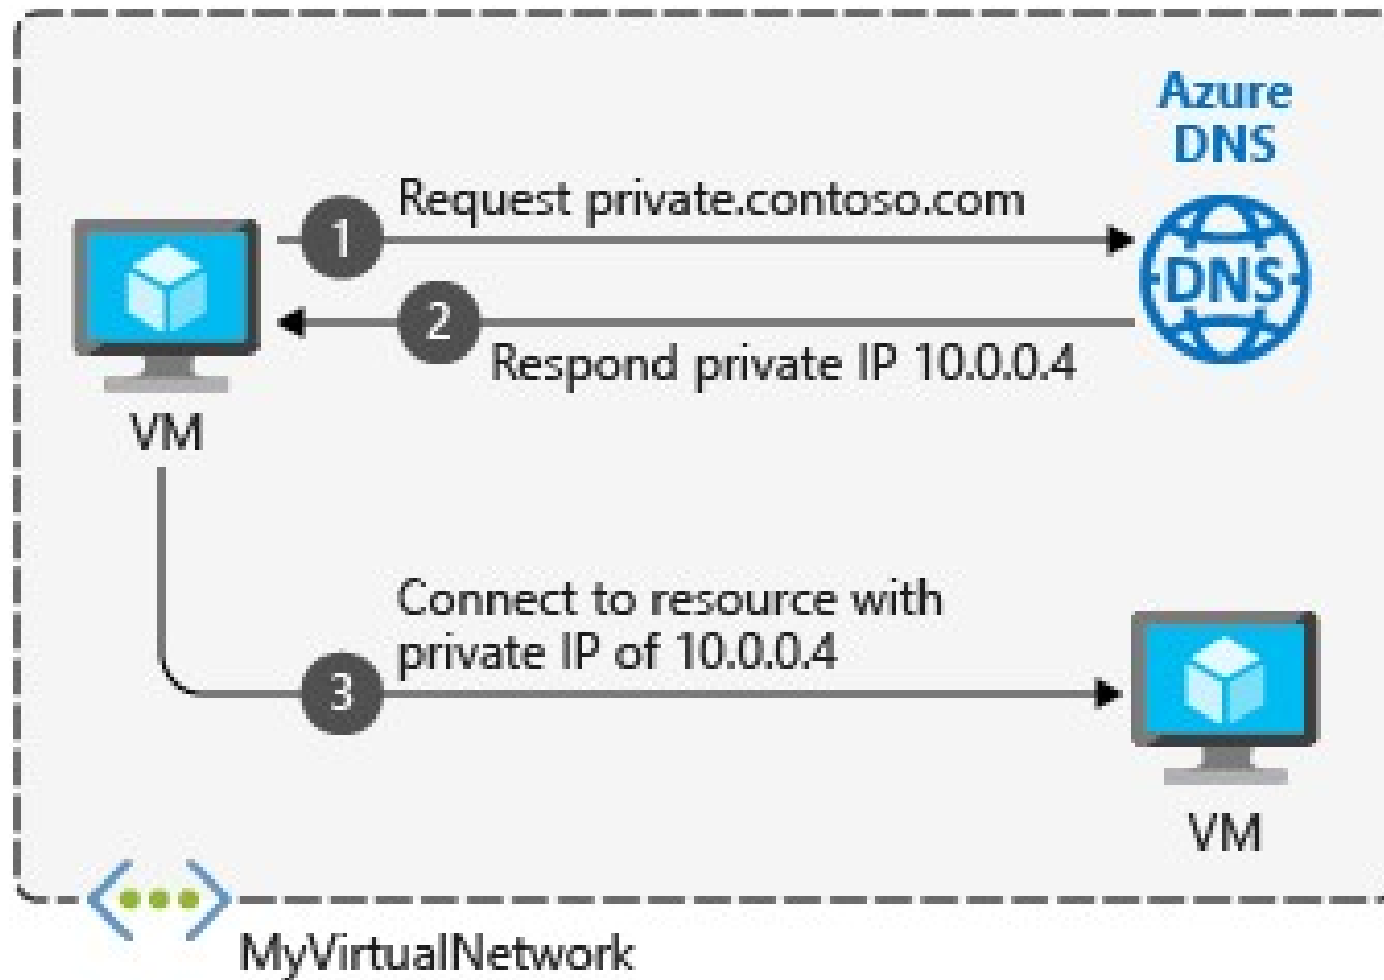 Azure
DNS
Request private.contoso.com
1
DNS
2
Respond private IP 10.0.0.4
VM
Connect to resource with
private IP of 10.0.0.4
3
VM
MyVirtualNetwork